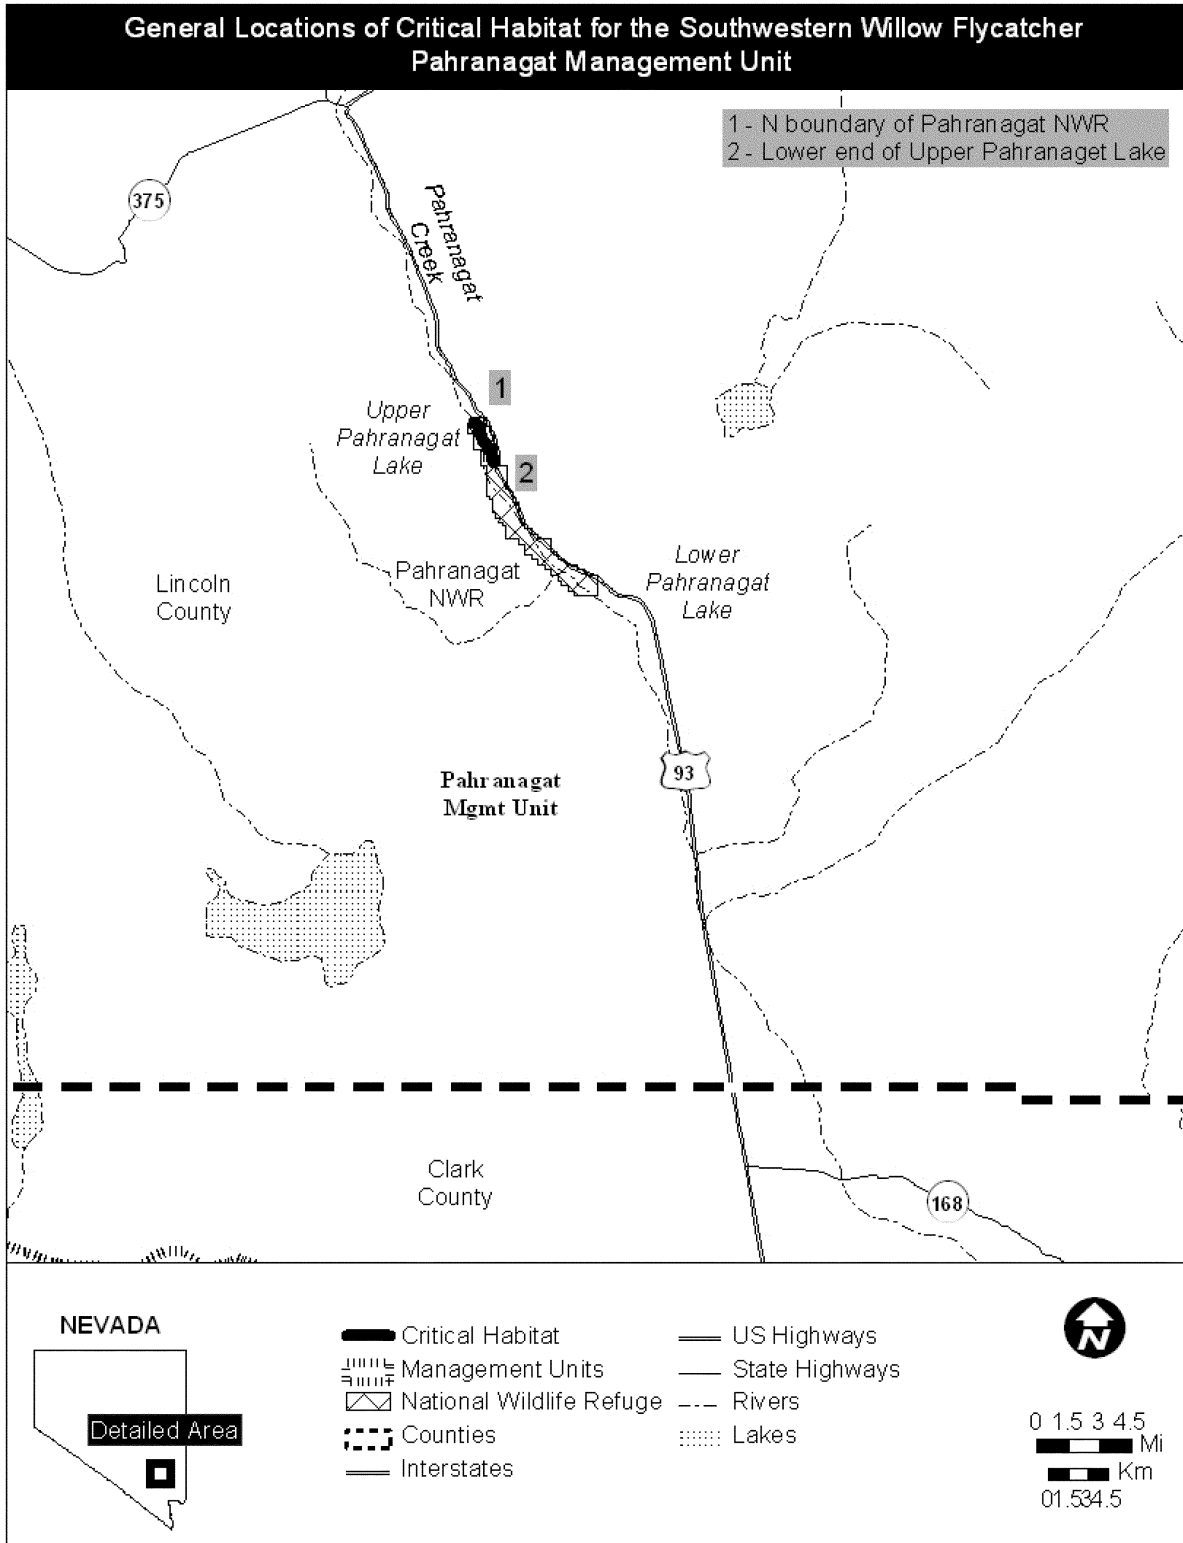 General Locations of Critical Habitat for the Southwestern Willow Flycatcher
Pahranagat Management Unit
1 - N boundary of Pahranagat NWR
2 - Lower end of Upper Pahranaget Lake
375
Pahranagat
Creek
1
Upper
Pahranagat
Lake
2
Lower
Pahranagat
Lake
Pahranagat
NWR
Lincoln
County
93
Pahranagat
Mgmt Unit
Clark
County
168
NEVADA
Detailed Area
Critical Habitat
Management Units
National Wildlife Refuge
Counties
Interstates
US Highways
State Highways
Rivers
Lakes
N
0 1.5 3 4.5
Mi
Km
01.534.5